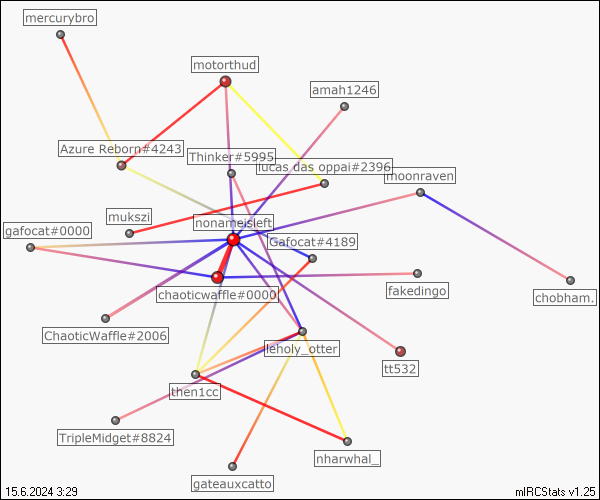 mercurybro
motorthud
amah1246
Azure Reborn#4243
Thinker#5995
lucas das oppai#2396
moonraven
mukszi
nonameisleft
gafocat#0000
Gafocat#4189
chaoticwaffle#0000
fakedingo
chobham.
ChaoticWaffle#2006
leholy_otter
tt532
then1cc
TripleMidget#8824
nharwhal_
gateauxcatto
15.6.2024 3:29
mIRCStats v1.25